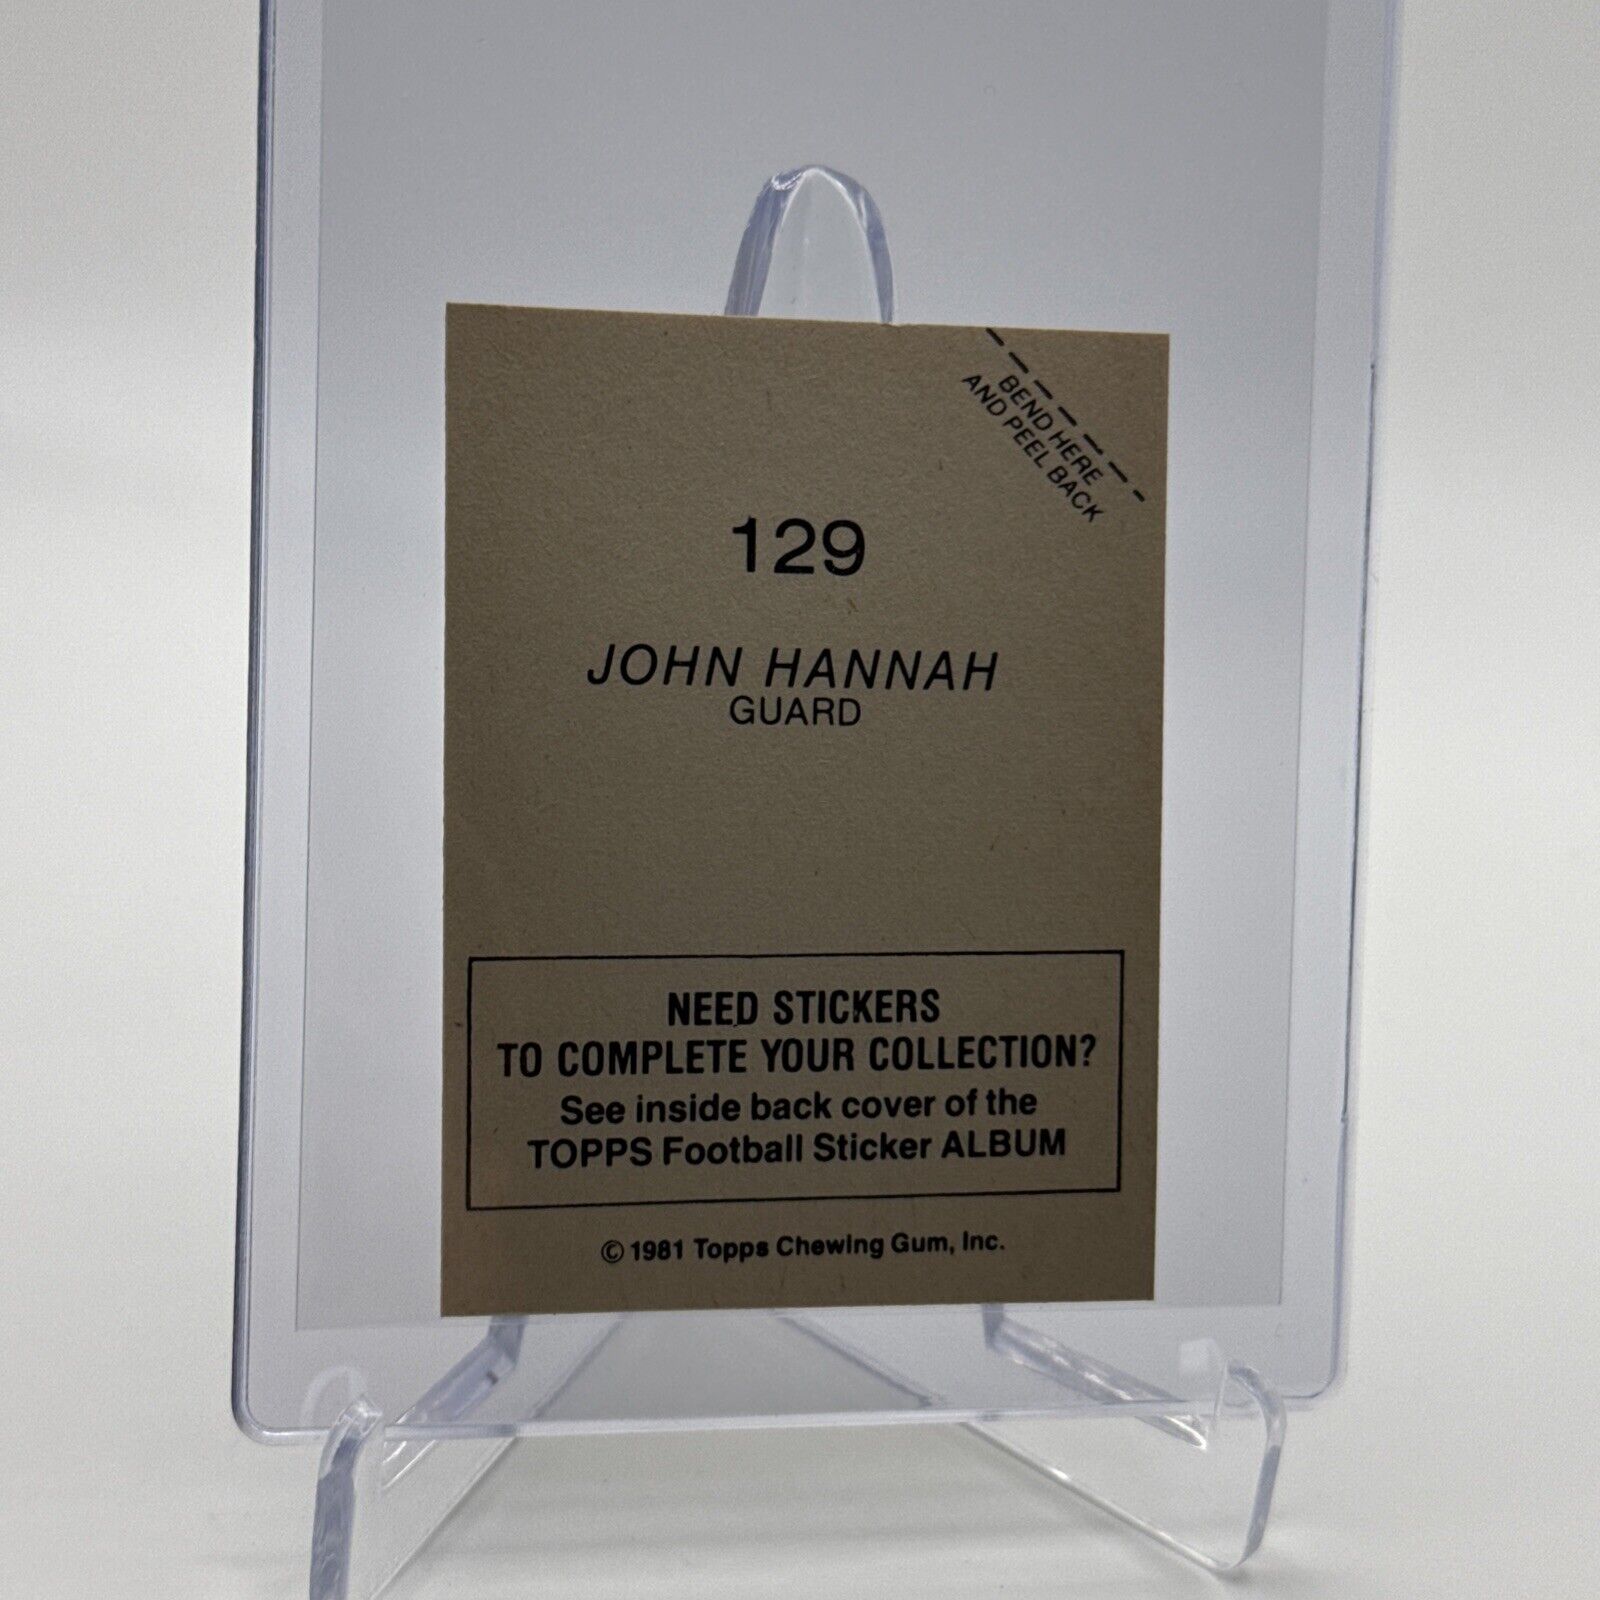 BEND HERE
AND PEEL BACK
129
JOHN HANNAH
GUARD
NEED STICKERS
TO COMPLETE YOUR COLLECTION?
See inside back cover of the
TOPPS Football Sticker ALBUM
© 1981 Topps Chewing Gum, Inc.